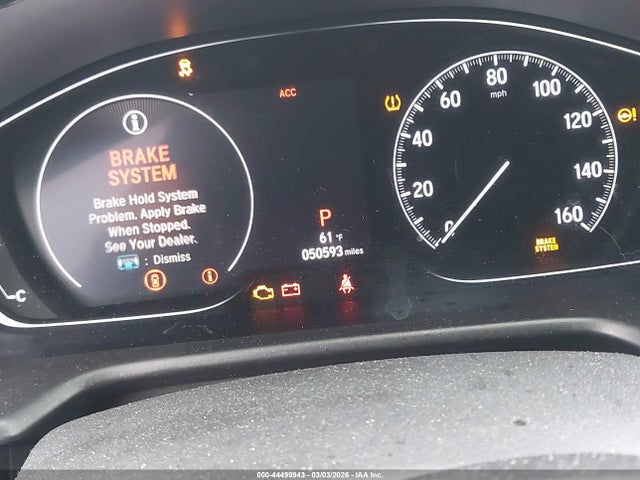 ACC
BRAKE
SYSTEM
Brake Hold System
Problem. Apply Brake
When Stopped.
See Your Dealer.
: Dismiss
C
P
61 °F
050593 miles
0
20
40
60
80
100
120
140
160
mph
BRAKE
SYSTEM
000-44499943 - 03/03/2026 - IAA Inc.